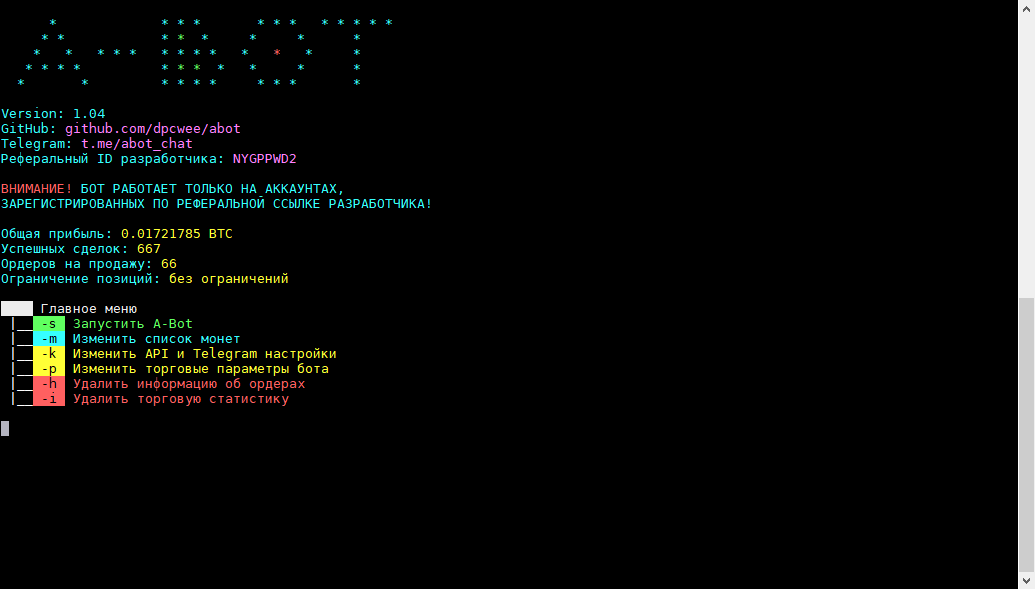 A-BOT
Version: 1.04
GitHub: github.com/dpcwee/abot
Telegram: t.me/abot_chat
Реферальный ID разработчика: NYGPPWD2
ВНИМАНИЕ! БОТ РАБОТАЕТ ТОЛЬКО НА АККАУНТАХ,
ЗАРЕГИСТРИРОВАННЫХ ПО РЕФЕРАЛЬНОЙ ССЫЛКЕ РАЗРАБОТЧИКА!
Общая прибыль: 0.01721785 BTC
Успешных сделок: 667
Ордеров на продажу: 66
Ограничение позиций: без ограничений
Главное меню
-s Запустить A-Bot
-m Изменить список монет
-k Изменить API и Telegram настройки
-p Изменить торговые параметры бота
-h Удалить информацию об ордерах
-i Удалить торговую статистику